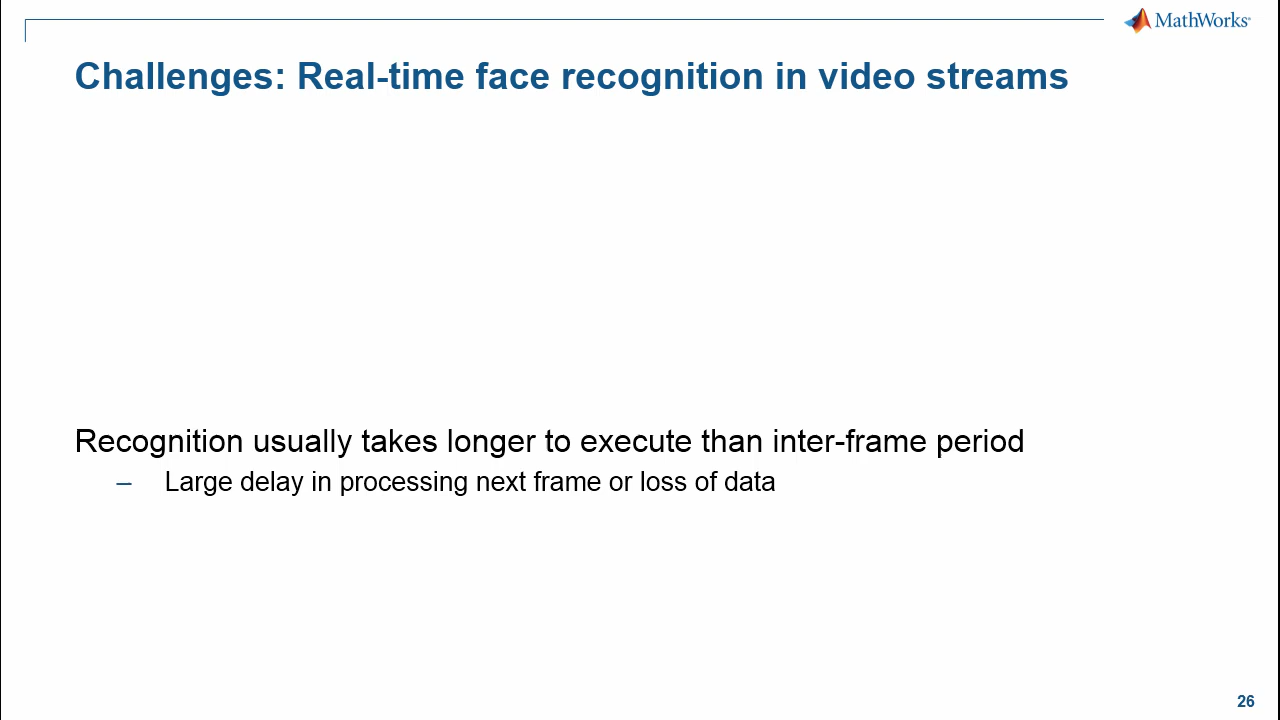 MathWorks®
Challenges: Real-time face recognition in video streams
Recognition usually takes longer to execute than inter-frame period
– Large delay in processing next frame or loss of data
26